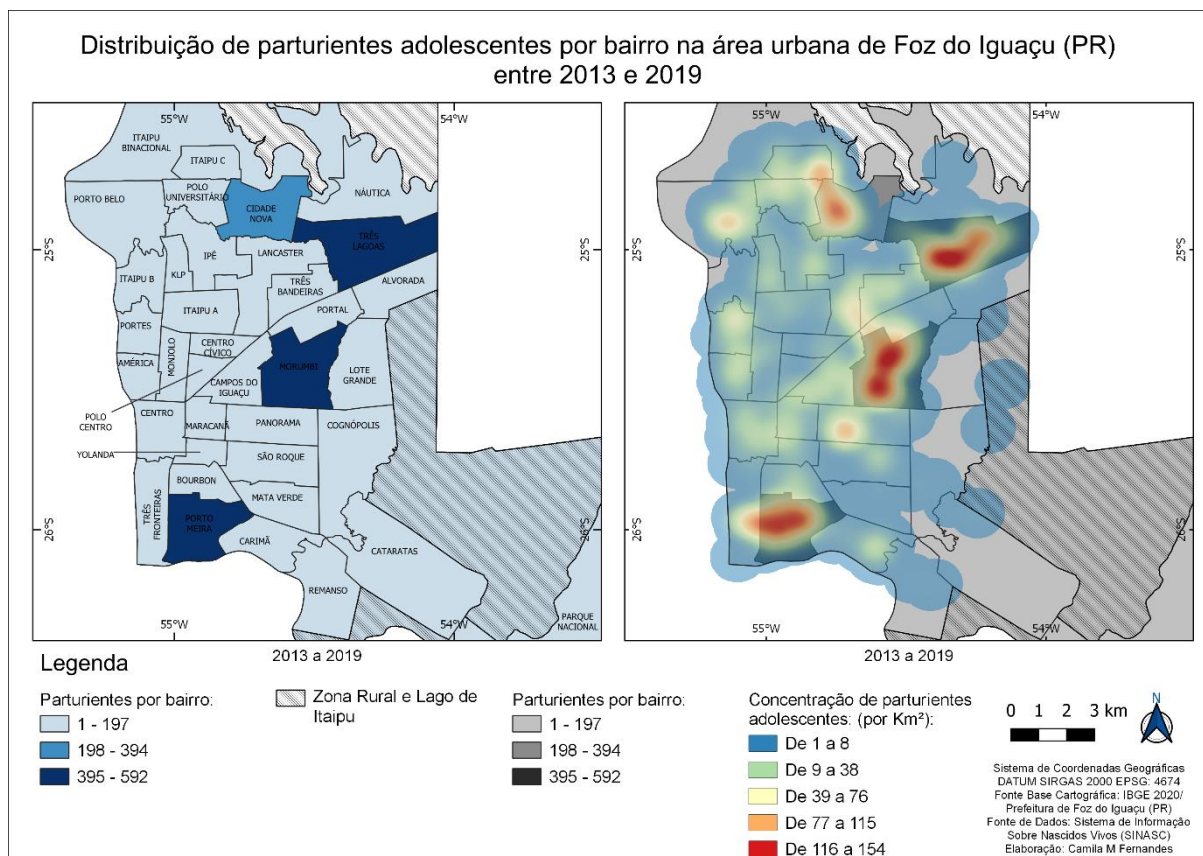 Distribuição de parturientes adolescentes por bairro na área urbana de Foz do Iguaçu (PR)
entre 2013 e 2019
55°W
54°W
ITAIPU
BINACIONAL
ITAIPU C
PORTO BELO
POLO
UNIVERSITÁRIO
CIDADE
NOVA
NÁUTICA
TRÊS
LAGOAS
25°S
25°S
IPÊ
LANCASTER
ITAIPU B
KLP
TRÊS
BANDEIRAS
ALVORADA
ITAIPU A
PORTAL
PORTES
CENTRO
CÍVICO
AMÉRICA
MONJOLO
MORUMBI
LOTE
GRANDE
CAMPOS DO
IGUAÇU
POLO
CENTRO
CENTRO
MARACANÃ
PANORAMA
COGNÓPOLIS
YOLANDA
SÃO ROQUE
BOURBON
MATA VERDE
TRÊS
FRONTEIRAS
PORTO
MEIRA
26°S
26°S
CARIMÃ
CATARATAS
REMANSO
PARQUE
NACIONAL
55°W
54°W
2013 a 2019
55°W
54°W
25°S
26°S
55°W
54°W
2013 a 2019
Legenda
Parturientes por bairro:
1 - 197
198 - 394
395 - 592
Zona Rural e Lago de
Itaipu
Parturientes por bairro:
1 - 197
198 - 394
395 - 592
Concentração de parturientes
adolescentes: (por Km²):
De 1 a 8
De 9 a 38
De 39 a 76
De 77 a 115
De 116 a 154
0 1 2 3 km
N
Sistema de Coordenadas Geográficas
DATUM SIRGAS 2000 EPSG: 4674
Fonte Base Cartográfica: IBGE 2020/
Prefeitura de Foz do Iguaçu (PR)
Fonte de Dados: Sistema de Informação
Sobre Nascidos Vivos (SINASC)
Elaboração: Camila M Fernandes